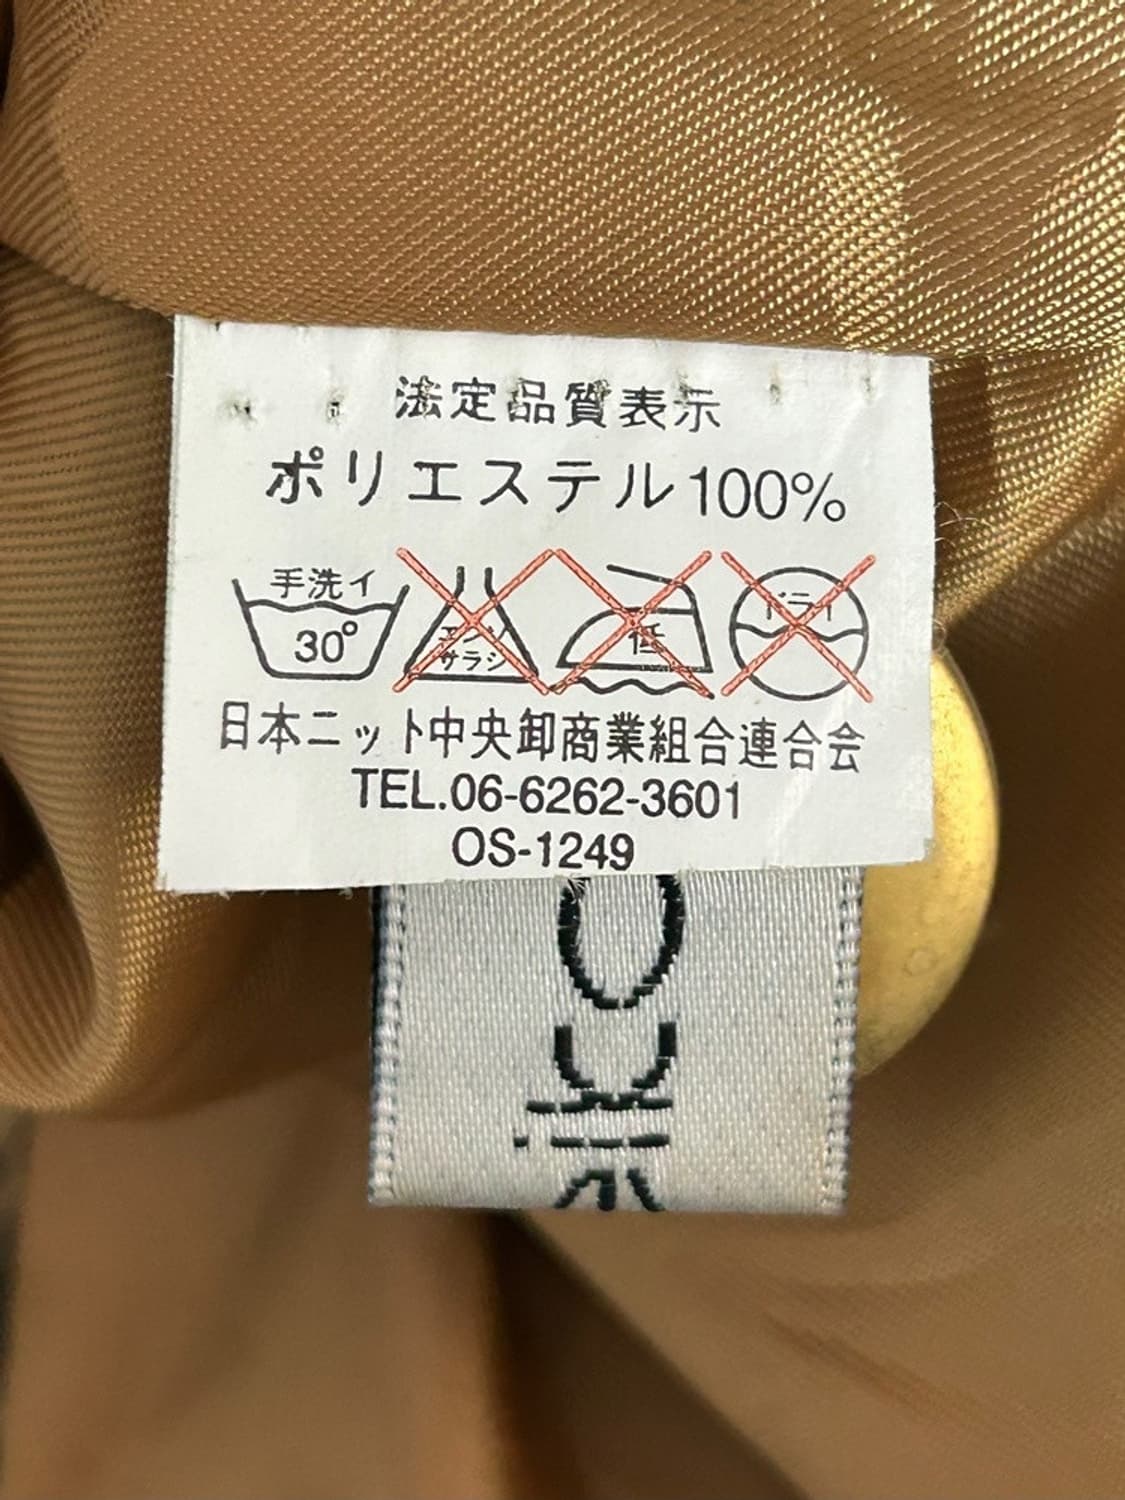 法定品質表示
ポリエステル100%
手洗イ
30°
エンソ
サラシ
低
ドライ
日本ニット中央卸商業組合連合会
TEL.06-6262-3601
OS-1249